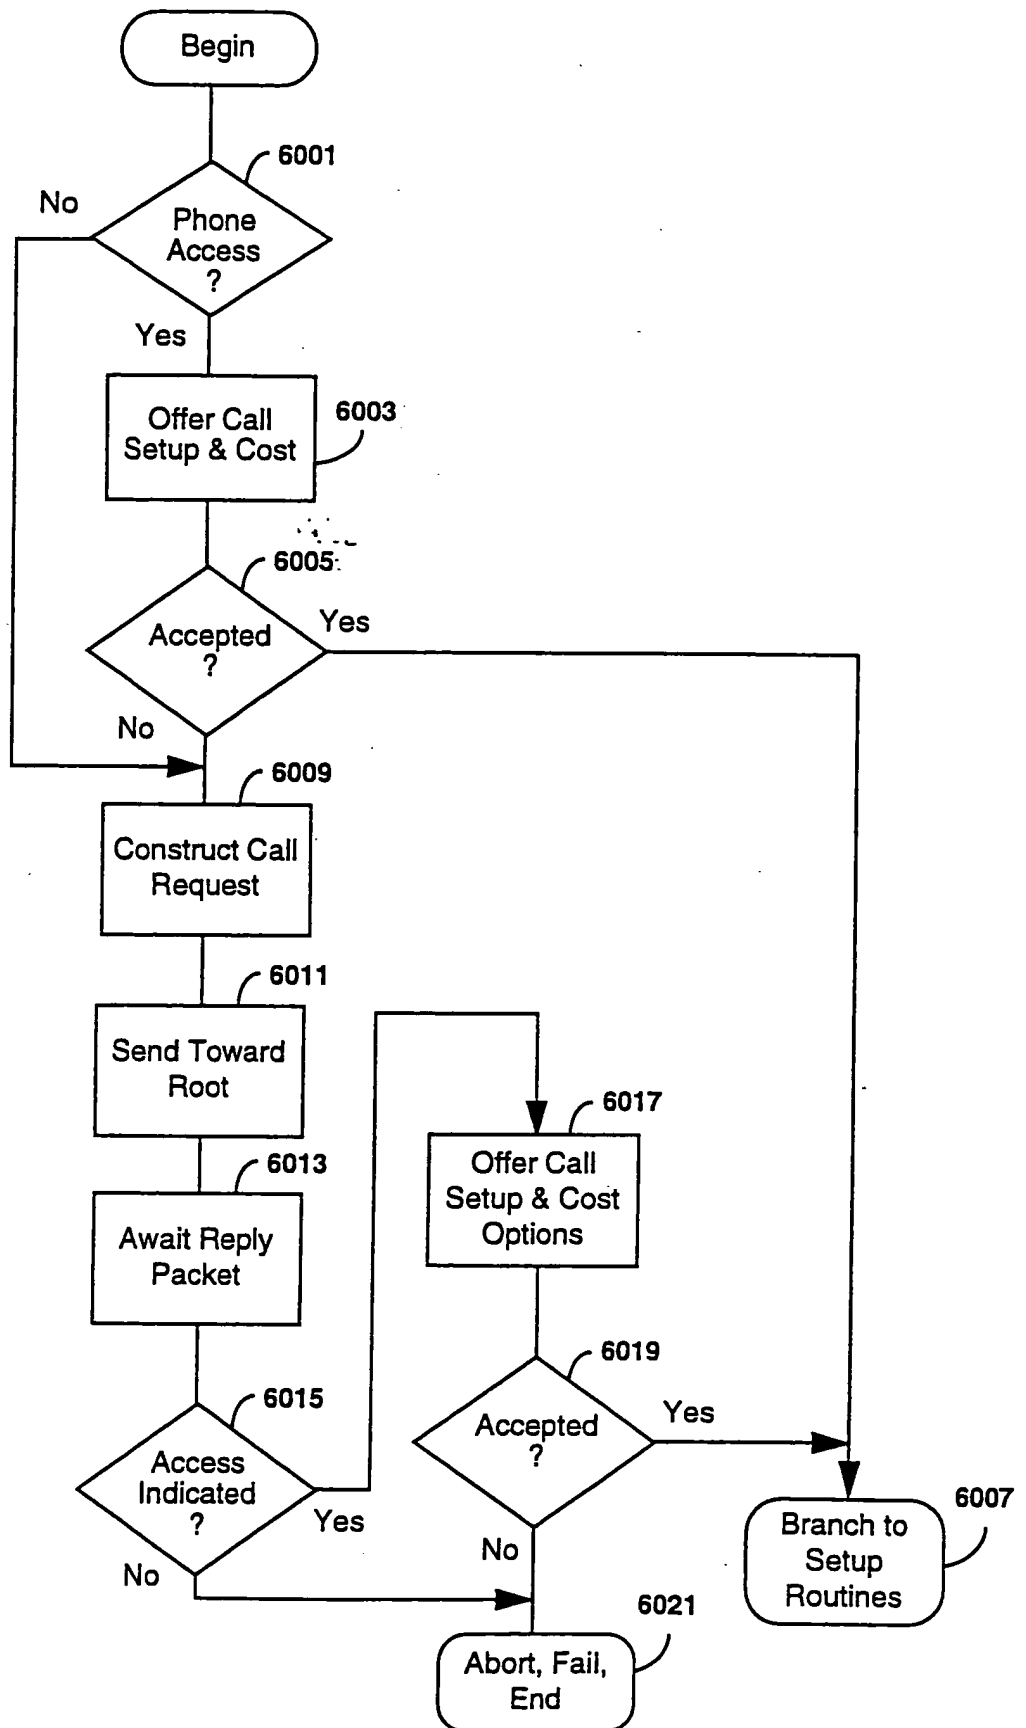 Begin
6001
No
Phone
Access
?
Yes
Offer Call
Setup & Cost
6003
6005
Accepted
?
Yes
No
6009
Construct Call
Request
6011
Send Toward
Root
6013
Await Reply
Packet
6015
Access
Indicated
?
Yes
No
6017
Offer Call
Setup & Cost
Options
6019
Accepted
?
Yes
No
6007
Branch to
Setup
Routines
6021
Abort, Fail,
End